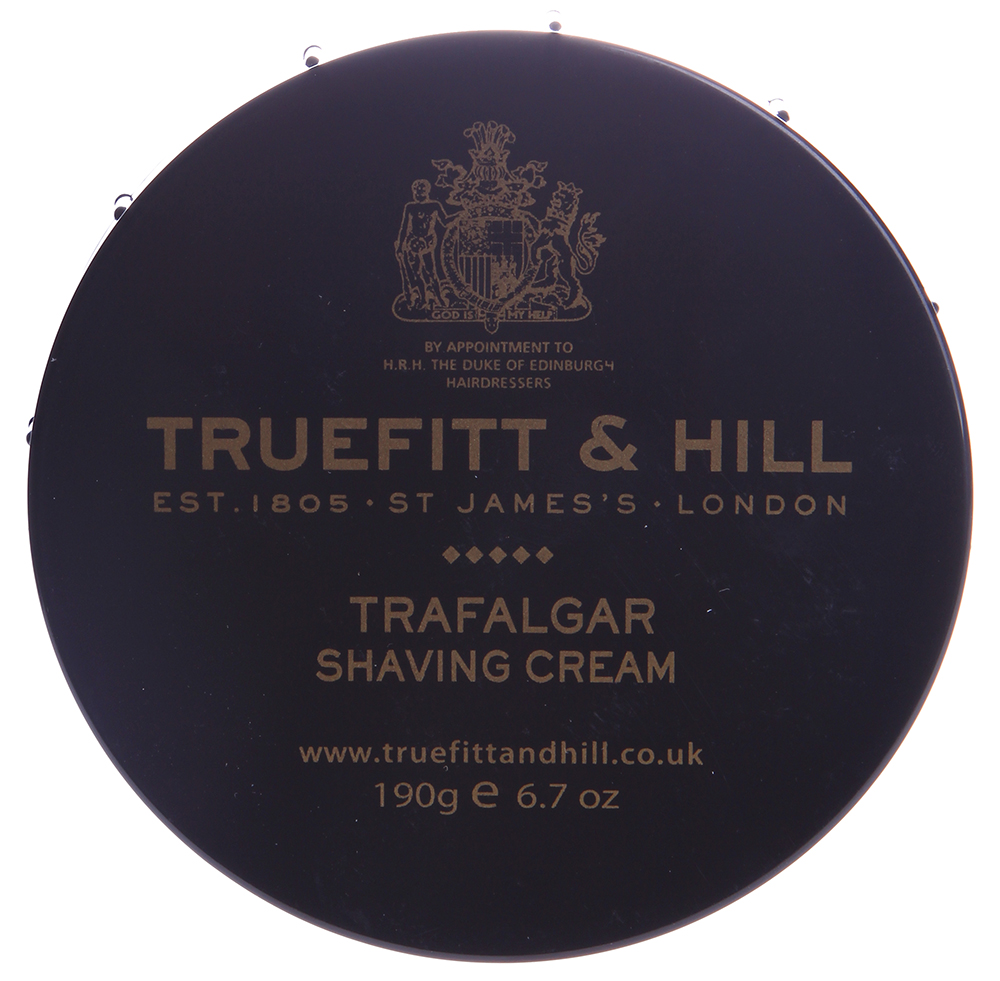 GOD IS MY HELP
BY APPOINTMENT TO
H.R.H. THE DUKE OF EDINBURGH
HAIRDRESSERS
TRUEFITT & HILL
EST.1805 · ST JAMES'S · LONDON
TRAFALGAR
SHAVING CREAM
www.truefittandhill.co.uk
190g e 6.7 oz